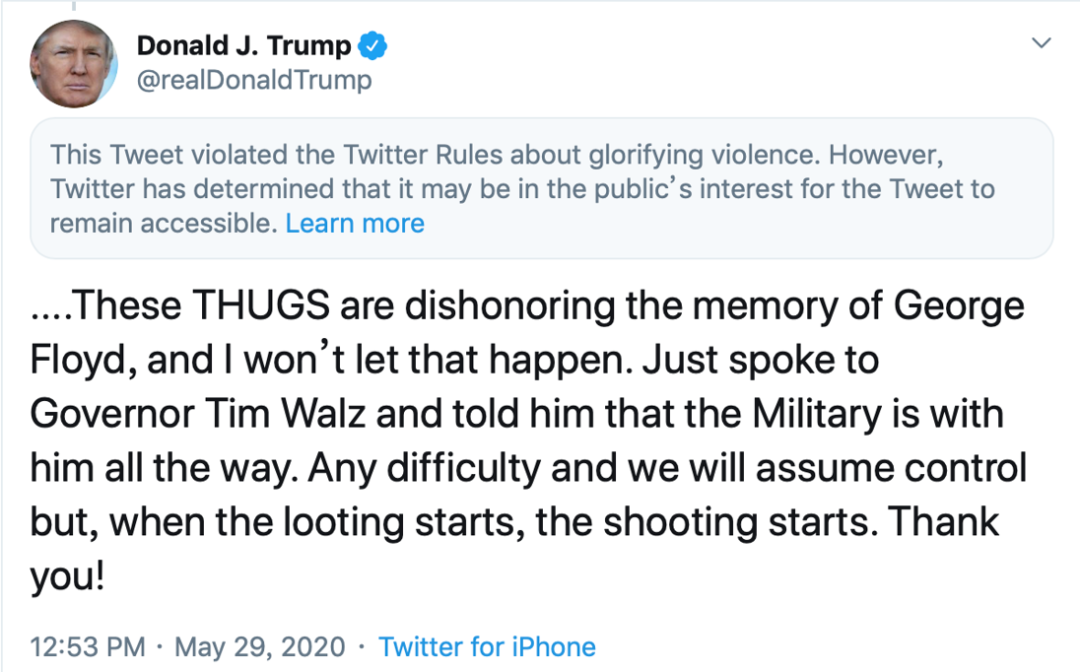 Donald J. Trump
@realDonaldTrump
This Tweet violated the Twitter Rules about glorifying violence. However,
Twitter has determined that it may be in the public’s interest for the Tweet to
remain accessible. Learn more
....These THUGS are dishonoring the memory of George
Floyd, and I won’t let that happen. Just spoke to
Governor Tim Walz and told him that the Military is with
him all the way. Any difficulty and we will assume control
but, when the looting starts, the shooting starts. Thank
you!
12:53 PM · May 29, 2020 · Twitter for iPhone